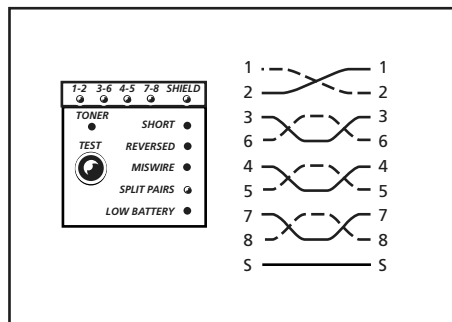 1-2 3-6 4-5 7-8 SHIELD
TONER
SHORT
TEST
REVERSED
MISWIRE
SPLIT PAIRS
LOW BATTERY
1 1
2 2
3 3
6 6
4 4
5 5
7 7
8 8
S S